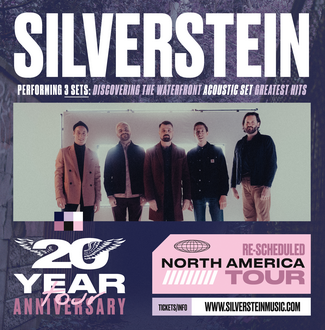 SILVERSTEIN
PERFORMING 3 SETS: DISCOVERING THE WATERFRONT ACOUSTIC SET GREATEST HITS
20
YEAR
Tour
ANNIVERSARY
RE-SCHEDULED
NORTH AMERICA
TOUR
TICKETS/INFO WWW.SILVERSTEINMUSIC.COM